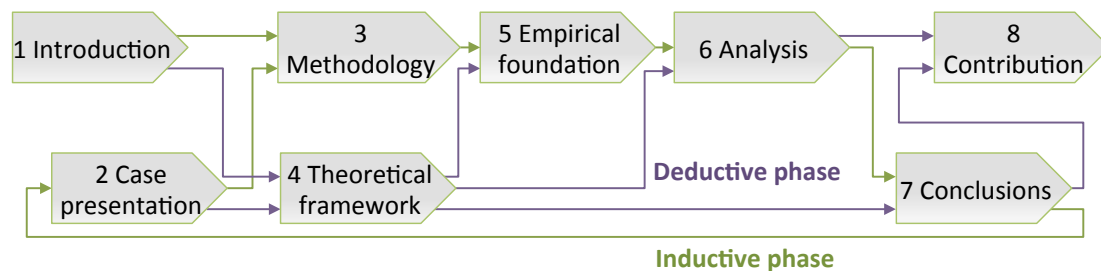 1 Introduction
3
Methodology
5 Empirical
foundation
6 Analysis
8
Contribution
2 Case
presentation
4 Theoretical
framework
Deductive phase
7 Conclusions
Inductive phase